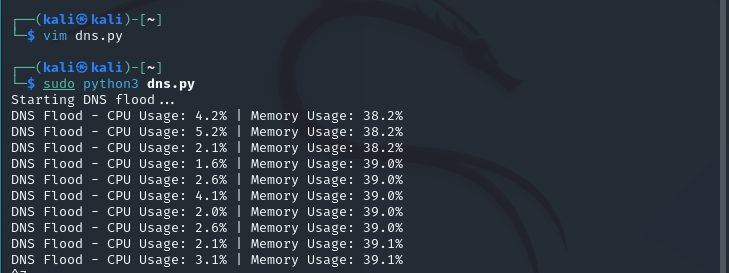 ┌──(kali㉿kali)-[~]
└─$ vim dns.py
┌──(kali㉿kali)-[~]
└─$ sudo python3 dns.py
Starting DNS flood...
DNS Flood - CPU Usage: 4.2% | Memory Usage: 38.2%
DNS Flood - CPU Usage: 5.2% | Memory Usage: 38.2%
DNS Flood - CPU Usage: 2.1% | Memory Usage: 38.2%
DNS Flood - CPU Usage: 1.6% | Memory Usage: 39.0%
DNS Flood - CPU Usage: 2.6% | Memory Usage: 39.0%
DNS Flood - CPU Usage: 4.1% | Memory Usage: 39.0%
DNS Flood - CPU Usage: 2.0% | Memory Usage: 39.0%
DNS Flood - CPU Usage: 2.6% | Memory Usage: 39.0%
DNS Flood - CPU Usage: 2.1% | Memory Usage: 39.1%
DNS Flood - CPU Usage: 3.1% | Memory Usage: 39.1%